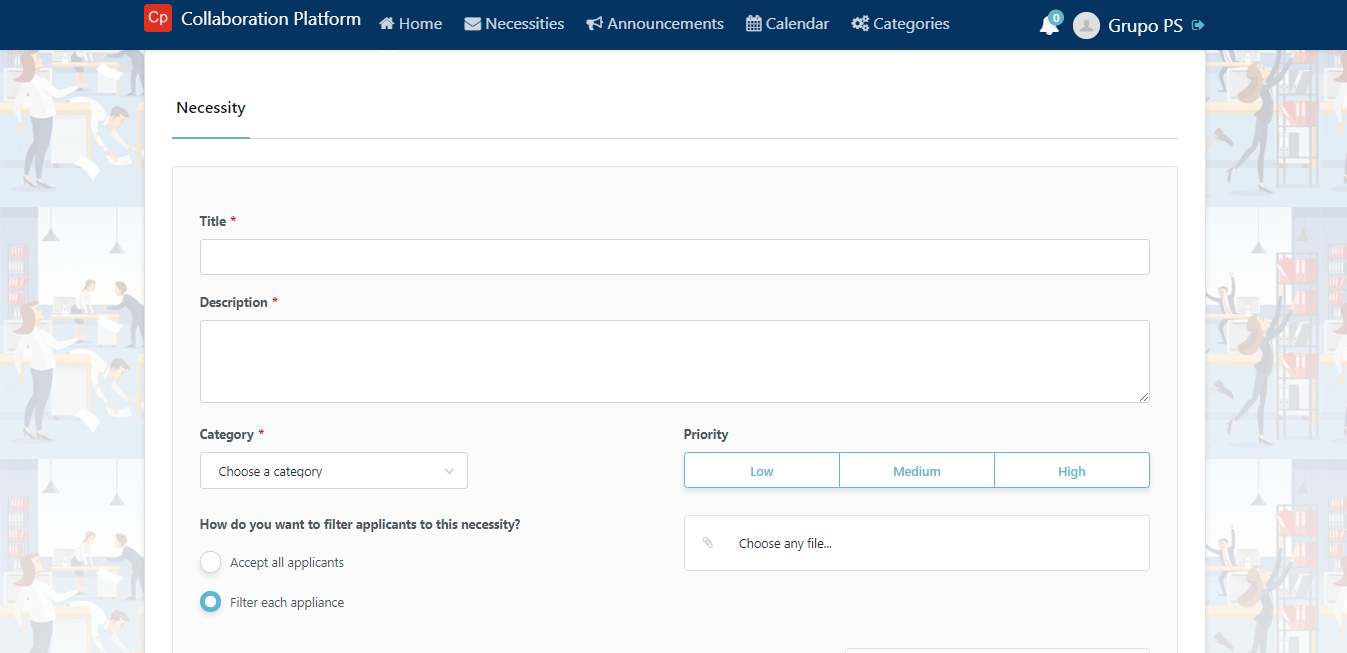 Cp Collaboration Platform Home Necessities Announcements Calendar Categories 0 Grupo PS
Necessity
Title *
Description *
Category * Priority
Choose a category Low Medium High
How do you want to filter applicants to this necessity?
Choose any file...
Accept all applicants
Filter each appliance